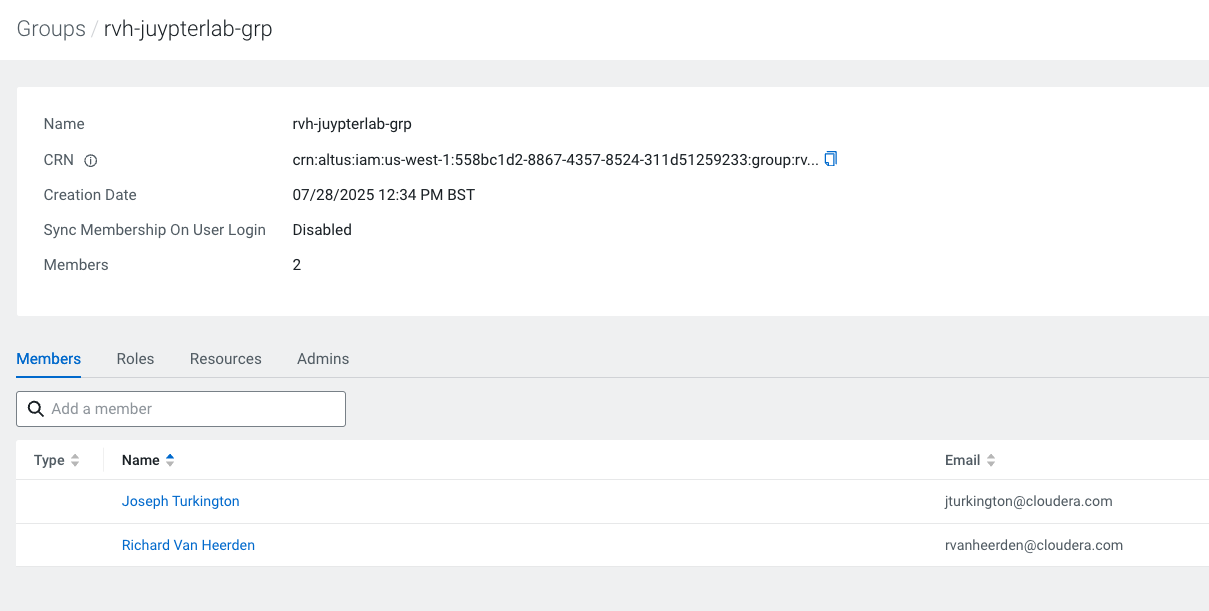 Groups / rvh-juypterlab-grp
Name rvh-juypterlab-grp
CRN crn:altus:iam:us-west-1:558bc1d2-8867-4357-8524-311d51259233:group:rv...
Creation Date 07/28/2025 12:34 PM BST
Sync Membership On User Login Disabled
Members 2
Members Roles Resources Admins
Add a member
Type Name Email
Joseph Turkington jturkington@cloudera.com
Richard Van Heerden rvanheerden@cloudera.com